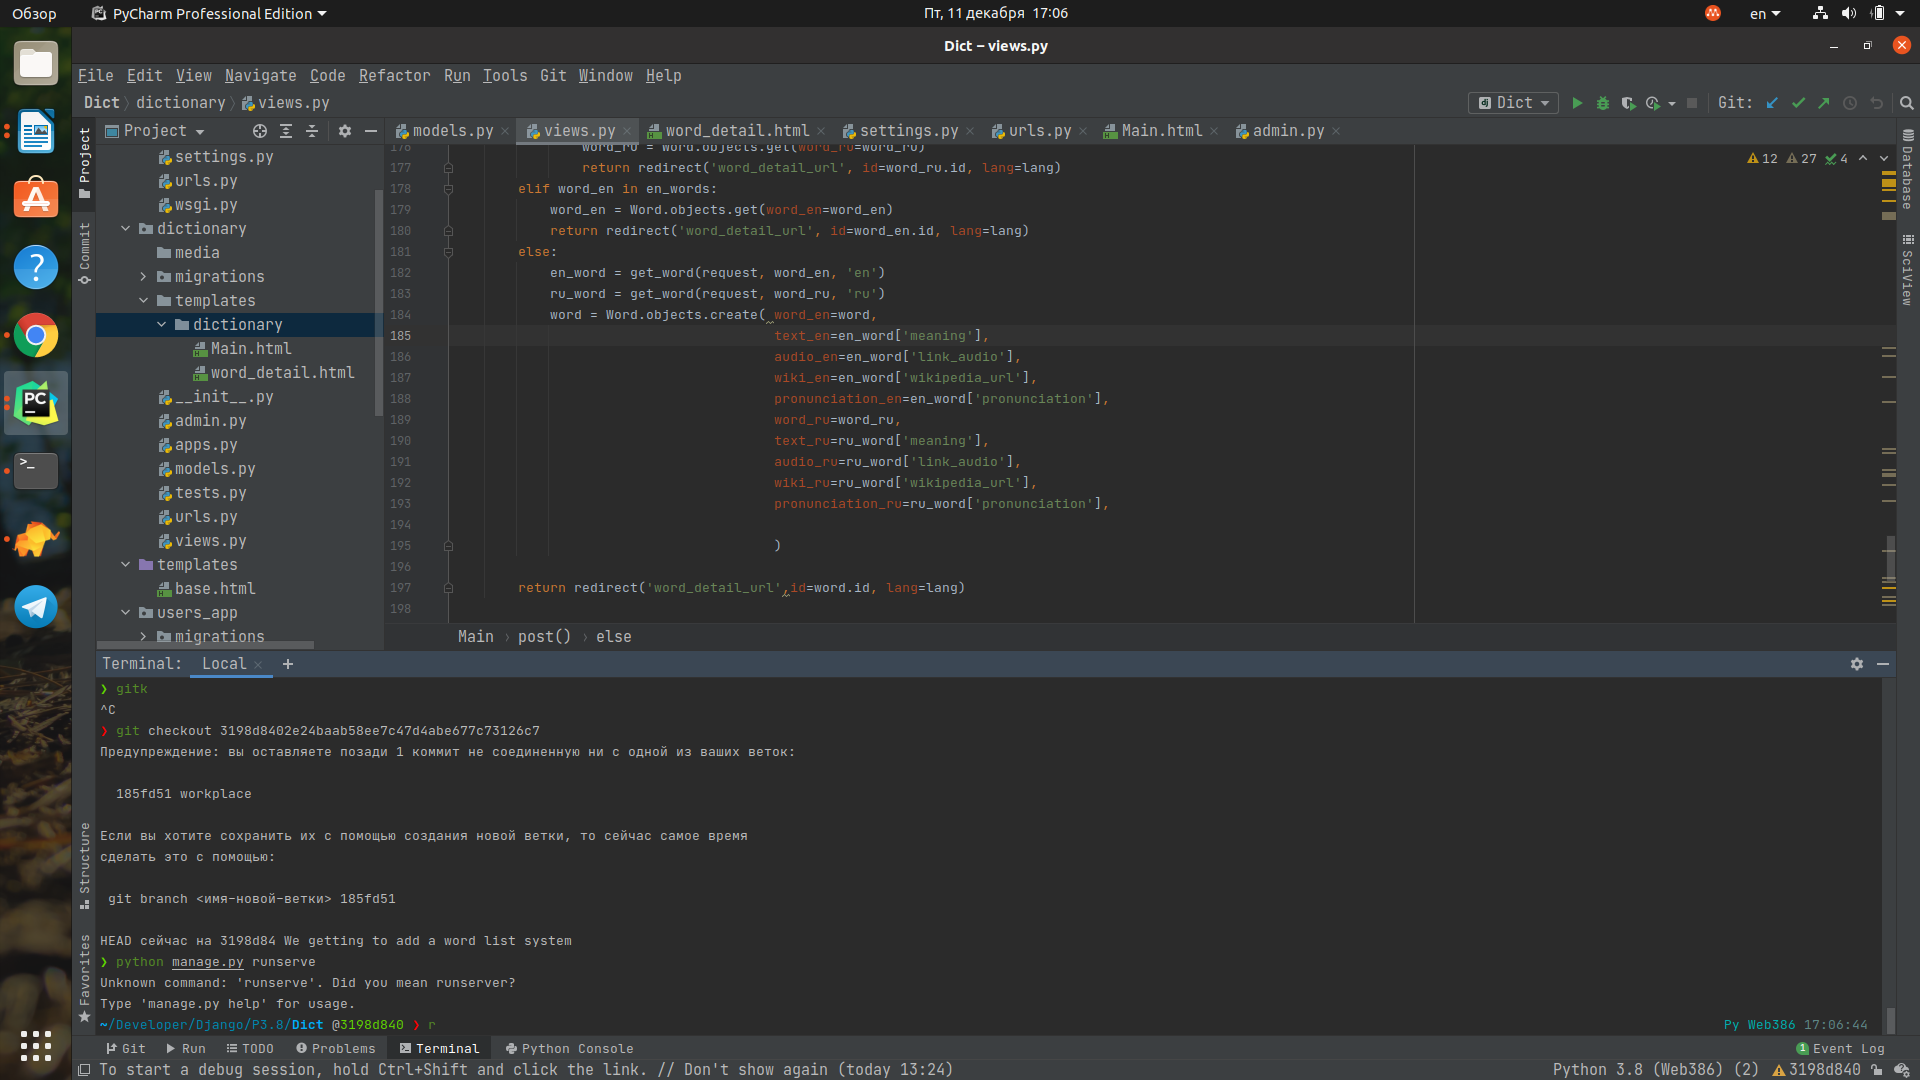 Обзор
PyCharm Professional Edition
Пт, 11 декабря 17:06
en
Dict – views.py
File Edit View Navigate Code Refactor Run Tools Git Window Help
Dict dictionary views.py
Dict
Git:
Project
models.py views.py word_detail.html settings.py urls.py Main.html admin.py
Project
Commit
Structure
Favorites
Database
SciView
settings.py
urls.py
wsgi.py
dictionary
media
migrations
templates
dictionary
Main.html
word_detail.html
__init__.py
admin.py
apps.py
models.py
tests.py
urls.py
views.py
templates
base.html
users_app
migrations
12 27 4
176 word_ru = Word.objects.get(word_ru=word_ru)
177 return redirect('word_detail_url', id=word_ru.id, lang=lang)
178 elif word_en in en_words:
179 word_en = Word.objects.get(word_en=word_en)
180 return redirect('word_detail_url', id=word_en.id, lang=lang)
181 else:
182 en_word = get_word(request, word_en, 'en')
183 ru_word = get_word(request, word_ru, 'ru')
184 word = Word.objects.create( word_en=word,
185 text_en=en_word['meaning'],
186 audio_en=en_word['link_audio'],
187 wiki_en=en_word['wikipedia_url'],
188 pronunciation_en=en_word['pronunciation'],
189 word_ru=word_ru,
190 text_ru=ru_word['meaning'],
191 audio_ru=ru_word['link_audio'],
192 wiki_ru=ru_word['wikipedia_url'],
193 pronunciation_ru=ru_word['pronunciation'],
194
195 )
196
197 return redirect('word_detail_url',id=word.id, lang=lang)
198
Main › post() › else
Terminal: Local +
❯ gitk
^C
❯ git checkout 3198d8402e24baab58ee7c47d4abe677c73126c7
Предупреждение: вы оставляете позади 1 коммит не соединенную ни с одной из ваших веток:
185fd51 workplace
Если вы хотите сохранить их с помощью создания новой ветки, то сейчас самое время
сделать это с помощью:
git branch <имя-новой-ветки> 185fd51
HEAD сейчас на 3198d84 We getting to add a word list system
❯ python manage.py runserve
Unknown command: 'runserve'. Did you mean runserver?
Type 'manage.py help' for usage.
~/Developer/Django/P3.8/Dict @3198d840 ❯ r
Py Web386 17:06:44
Git Run TODO Problems Terminal Python Console
1 Event Log
To start a debug session, hold Ctrl+Shift and click the link. // Don't show again (today 13:24)
Python 3.8 (Web386) (2) 3198d840